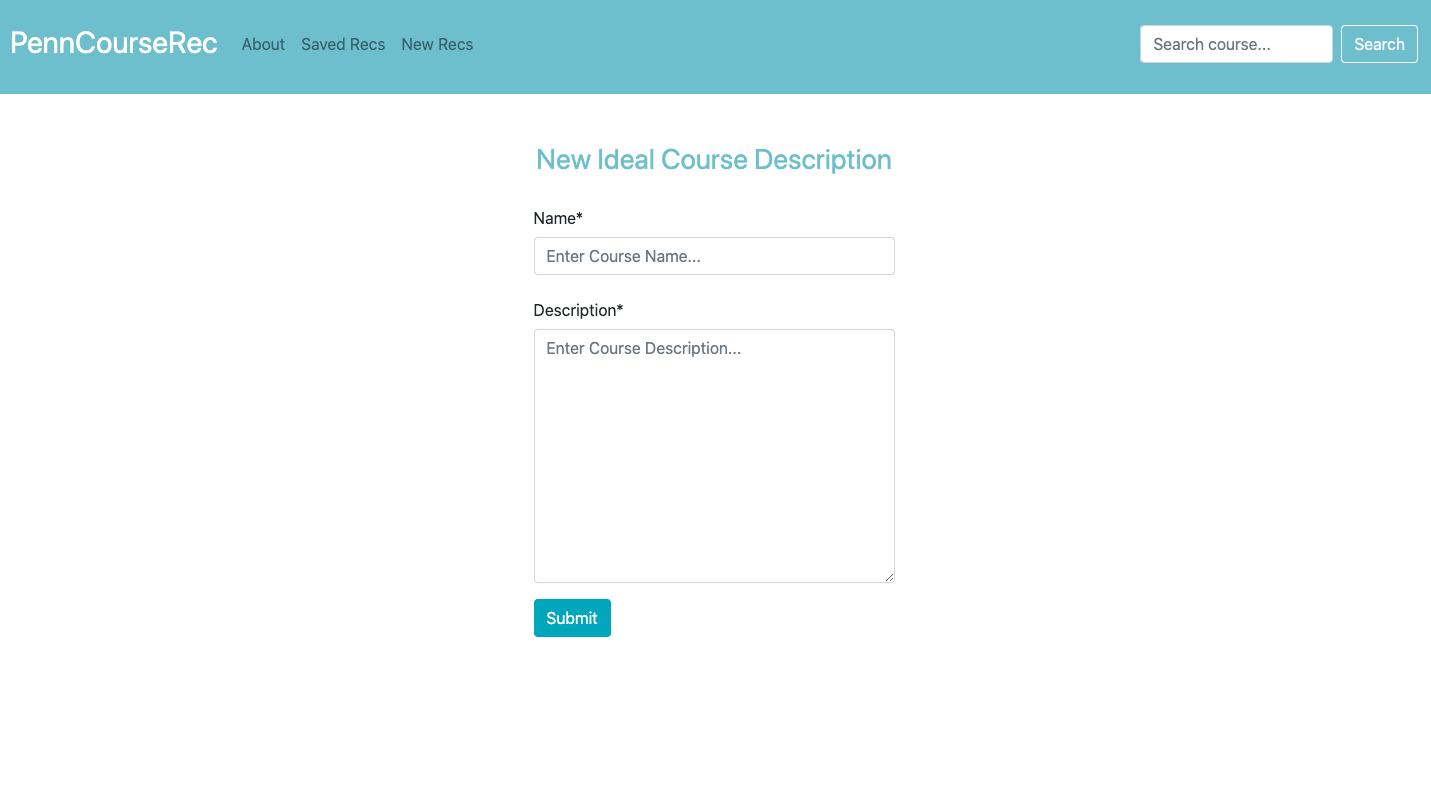 PennCourseRec About Saved Recs New Recs Search course... Search
New Ideal Course Description
Name*
Enter Course Name...
Description*
Enter Course Description...
Submit